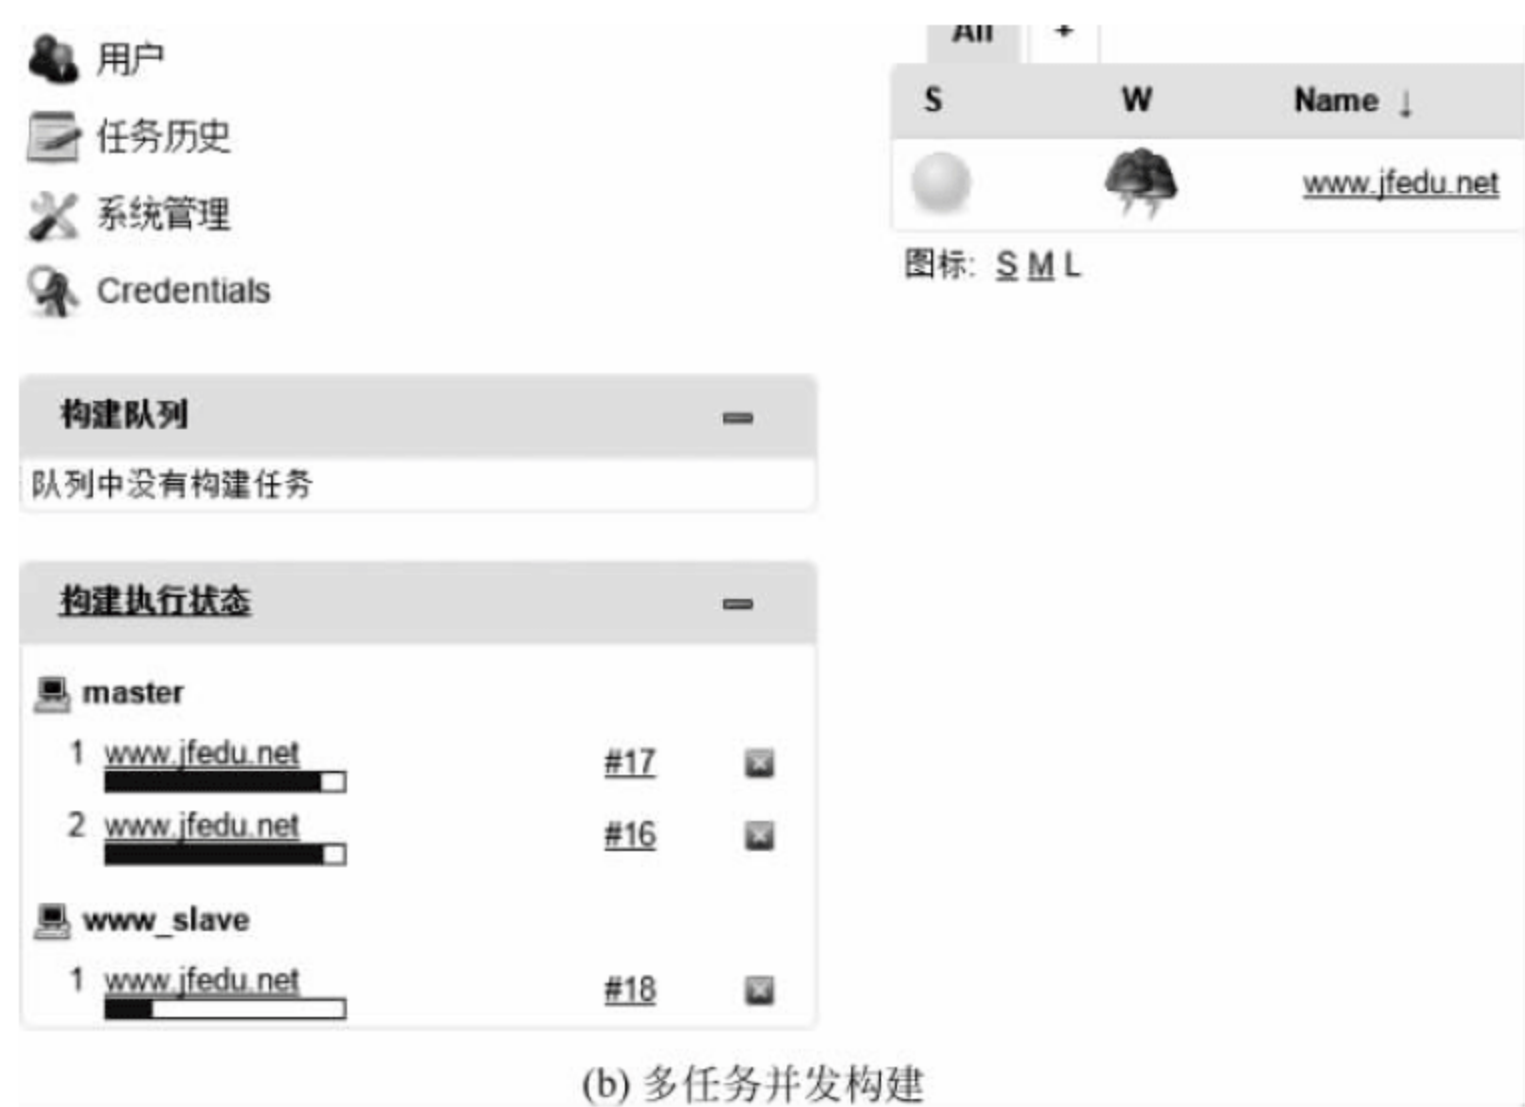 用户
任务历史
系统管理
Credentials
构建队列
队列中没有构建任务
构建执行状态
master
1 www.jfedu.net #17
2 www.jfedu.net #16
www_slave
1 www.jfedu.net #18
All +
S W Name ↓
www.jfedu.net
图标: S M L
(b) 多任务并发构建